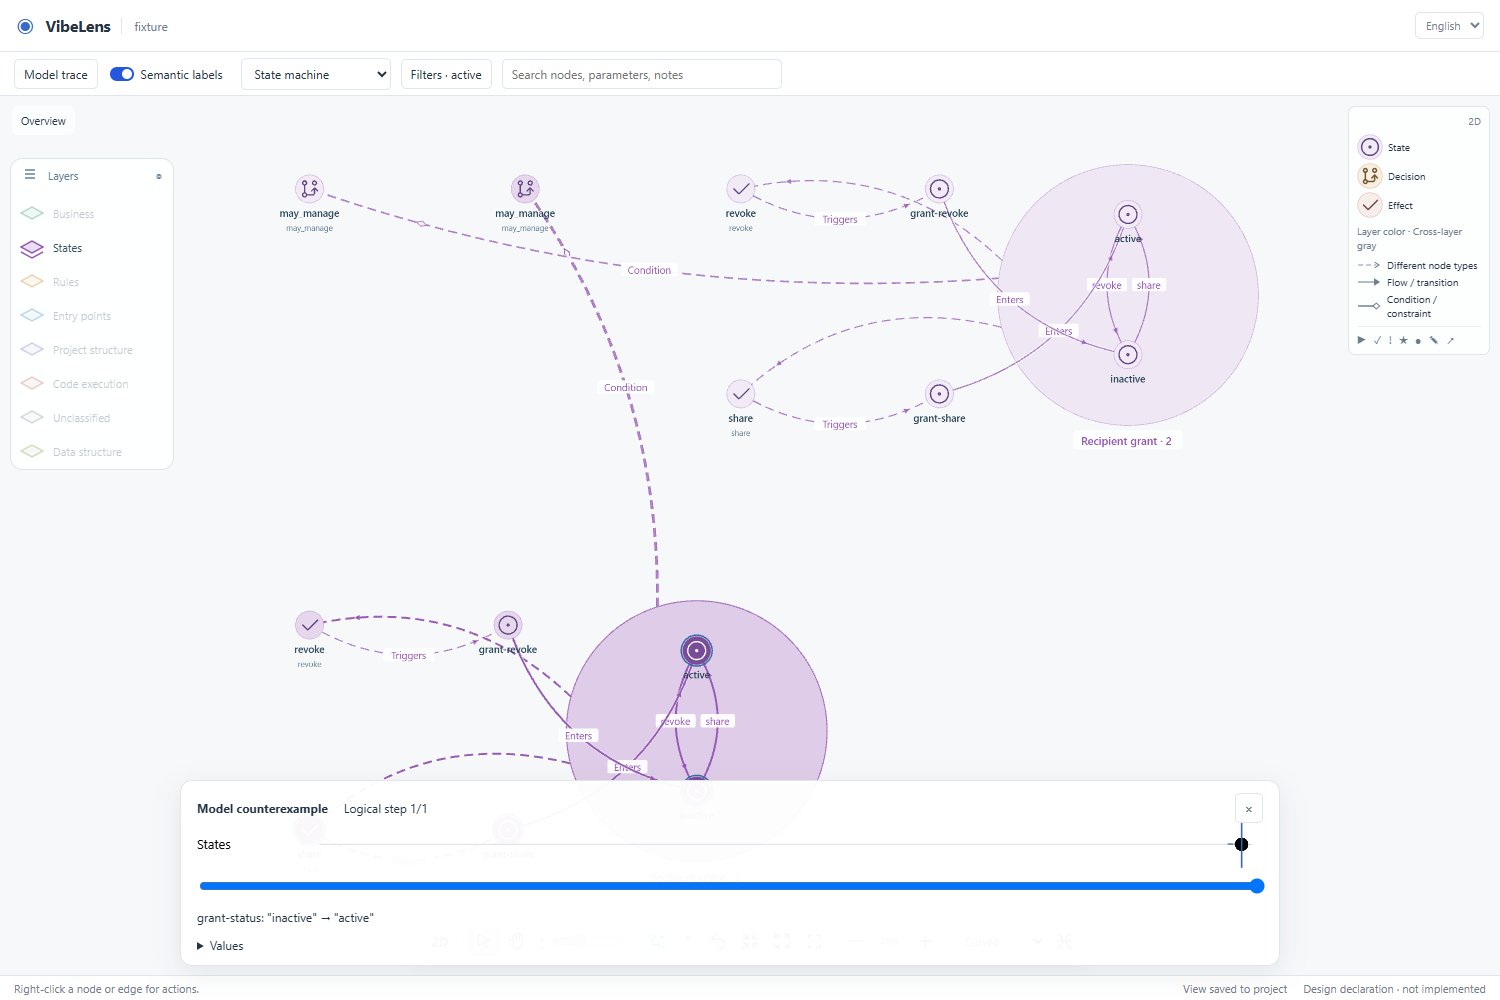 VibeLens
fixture
English
Model trace
Semantic labels
State machine
Filters · active
Search nodes, parameters, notes
Overview
Layers
Business
States
Rules
Entry points
Project structure
Code execution
Unclassified
Data structure
2D
State
Decision
Effect
Layer color · Cross-layer
gray
Different node types
Flow / transition
Condition /
constraint
may_manage
may_manage
may_manage
may_manage
revoke
revoke
grant-revoke
Triggers
active
Condition
Enters
revoke
share
Enters
inactive
Condition
share
share
grant-share
Triggers
Recipient grant · 2
revoke
revoke
grant-revoke
Triggers
active
revoke
share
Enters
Enters
Model counterexample
Logical step 1/1
×
States
grant-status: "inactive" → "active"
Values
2D
Right-click a node or edge for actions.
View saved to project
Design declaration · not implemented